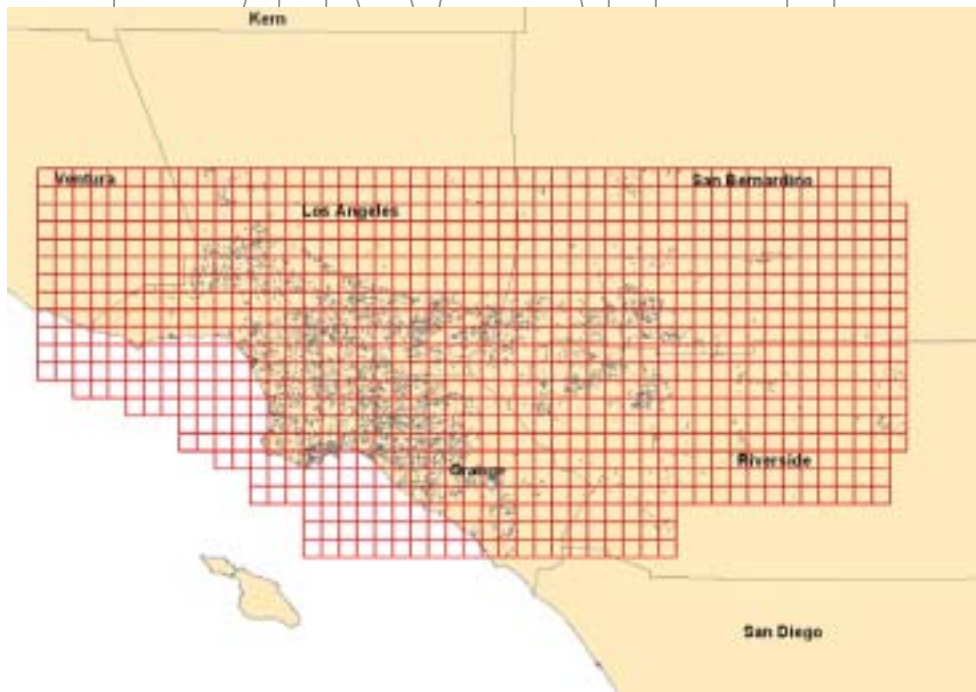 Kern
Ventura
San Bernardino
Los Angeles
Riverside
Orange
San Diego